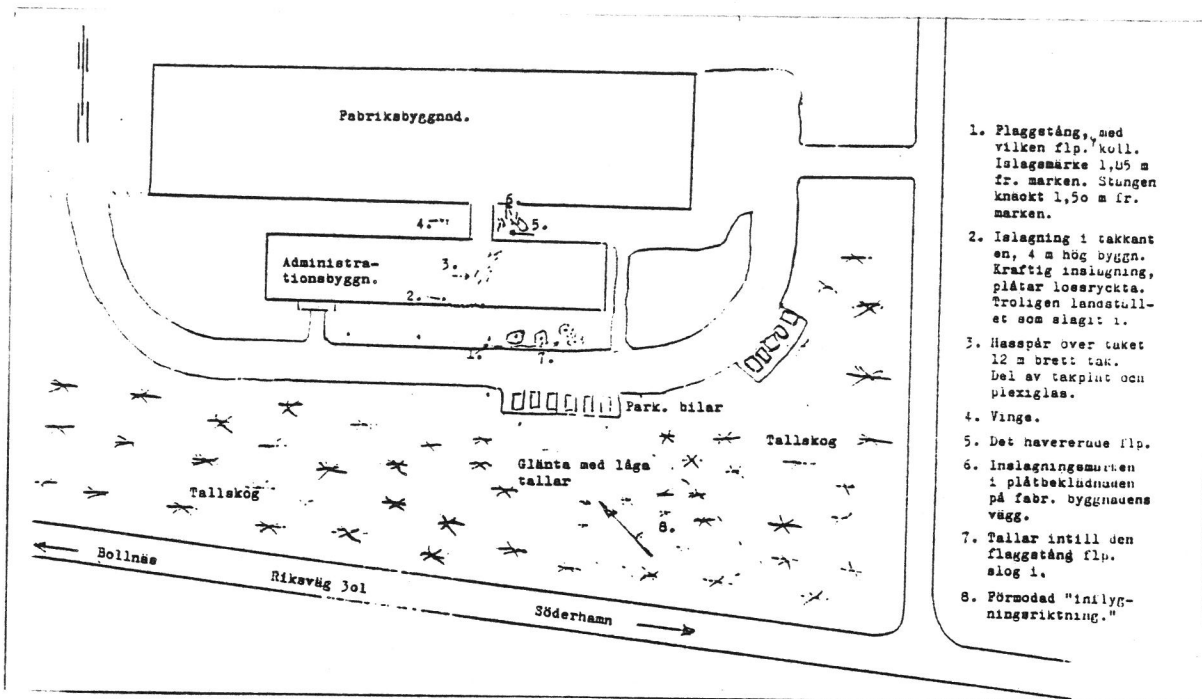 Fabriksbyggnad.
6
4.
5.
Administra-
tionsbyggn.
3.
2.
1.
7.
Park. bilar
Tallskog
Glänta med låga
tallar
Tallskog
8.
Bollnäs
Riksväg 3o1
Söderhamn
1. Flaggstång, med
vilken flp. koll.
Islagsmärke 1,85 m
fr. marken. Stången
knäckt 1,5o m fr.
marken.
2. Islagning i takkant
en, 4 m hög byggn.
Kraftig inslagning,
plåtar lossryckta.
Troligen landställ-
et som slagit i.
3. Hasspår över taket
12 m brett tak.
Del av takplåt och
plexiglas.
4. Vinge.
5. Det havererade flp.
6. Inslagningsmärken
i plåtbeklädnaden
på fabr. byggnadens
vägg.
7. Tallar intill den
flaggstång flp.
slog i.
8. Förmodad "inflyg-
ningsriktning."